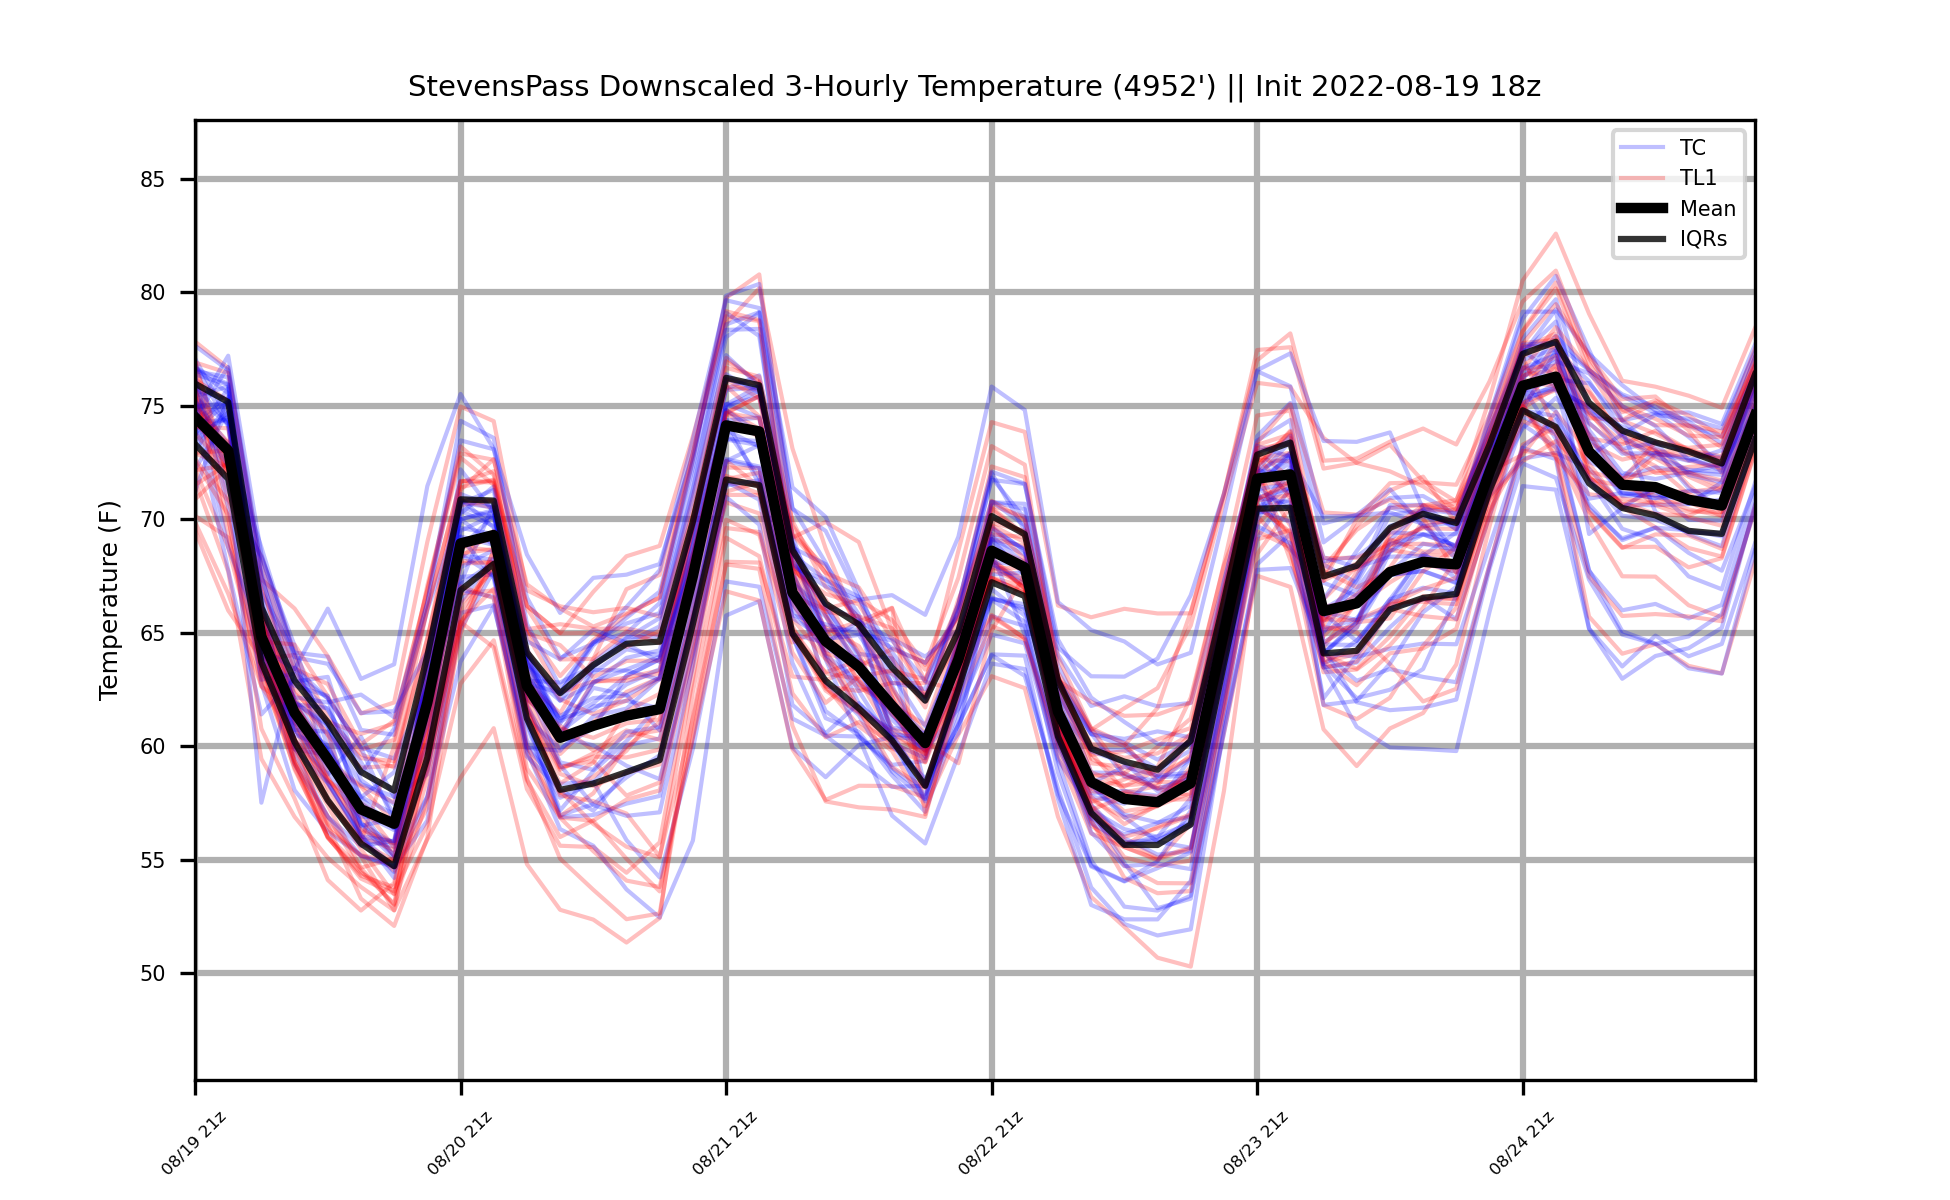 StevensPass Downscaled 3-Hourly Temperature (4952') || Init 2022-08-19 18z
TC
TL1
Mean
IQRs
Temperature (F)
85
80
75
70
65
60
55
50
08/19 21z
08/20 21z
08/21 21z
08/22 21z
08/23 21z
08/24 21z